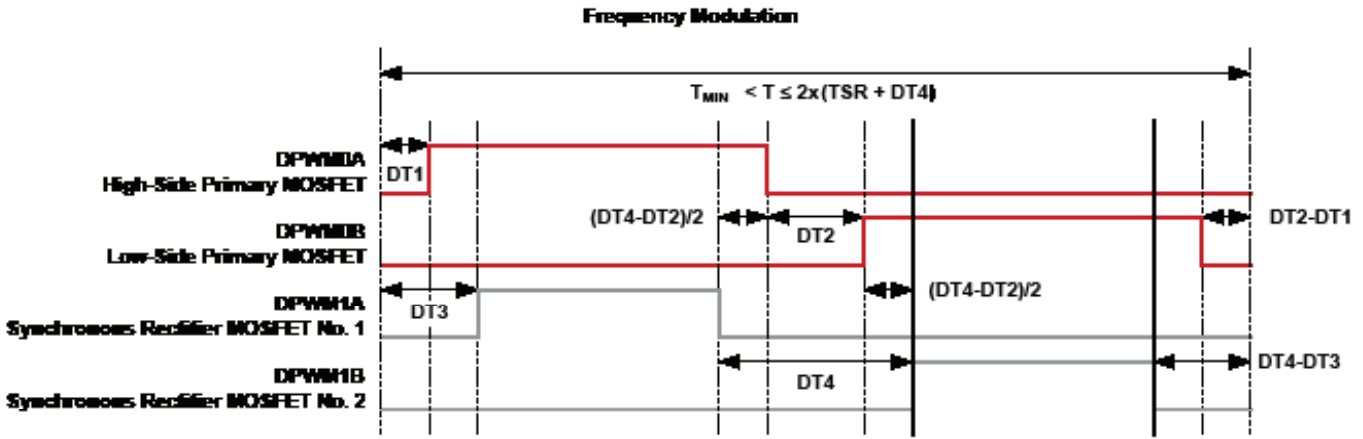 Frequency Modulation
TMIN < T ≤ 2x(TSR + DT4)
DPWM0A
High-Side Primary MOSFET
DT1
(DT4-DT2)/2
DT2
DT2-DT1
DPWM0B
Low-Side Primary MOSFET
(DT4-DT2)/2
DPWM1A
Synchronous Rectifier MOSFET No. 1
DT3
DT4
DT4-DT3
DPWM1B
Synchronous Rectifier MOSFET No. 2